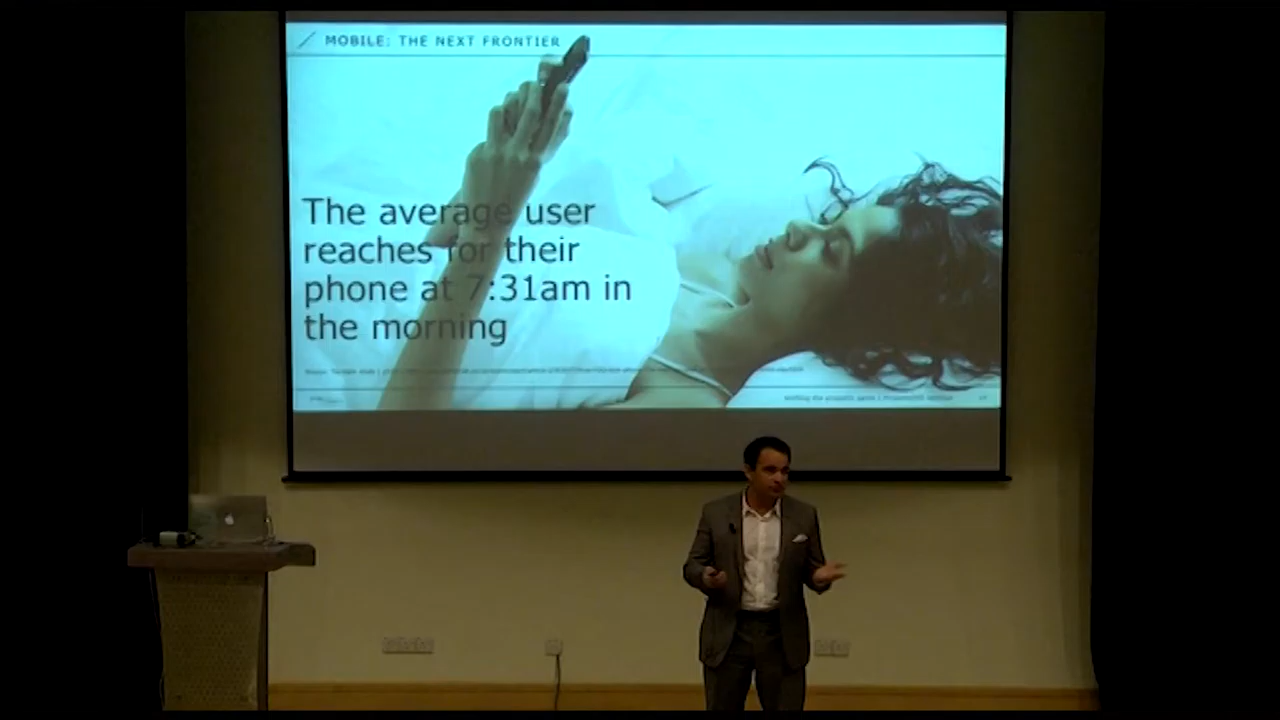 MOBILE: THE NEXT FRONTIER
The average user
reaches for their
phone at 7:31am in
the morning